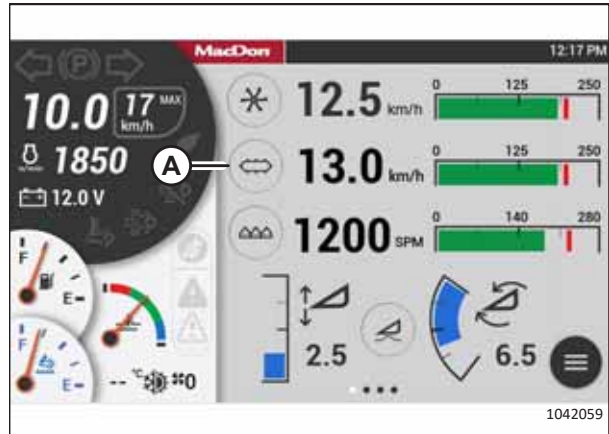 MacDon
12:17 PM
P
10.0 17 MAX km/h
n/min 1850
12.0 V
F
E
F
E
°C
-- 0
A
12.5 km/h
0 125 250
13.0 km/h
0 125 250
1200 SPM
0 140 280
2.5
6.5
1042059